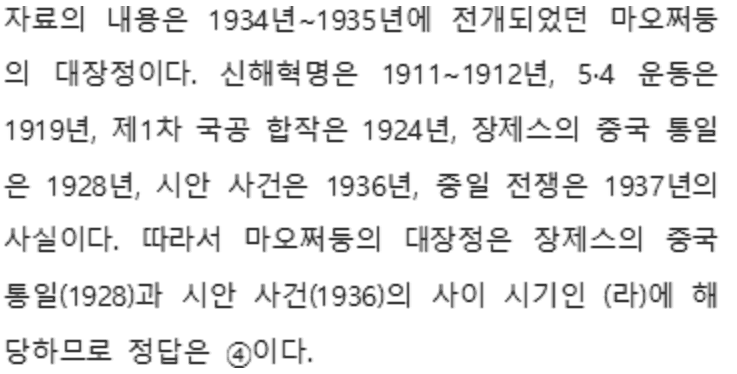 자료의 내용은 1934년~1935년에 전개되었던 마오쩌둥
의 대장정이다. 신해혁명은 1911~1912년, 5·4 운동은
1919년, 제1차 국공 합작은 1924년, 장제스의 중국 통일
은 1928년, 시안 사건은 1936년, 중일 전쟁은 1937년의
사실이다. 따라서 마오쩌둥의 대장정은 장제스의 중국
통일(1928)과 시안 사건(1936)의 사이 시기인 (라)에 해
당하므로 정답은 ④이다.